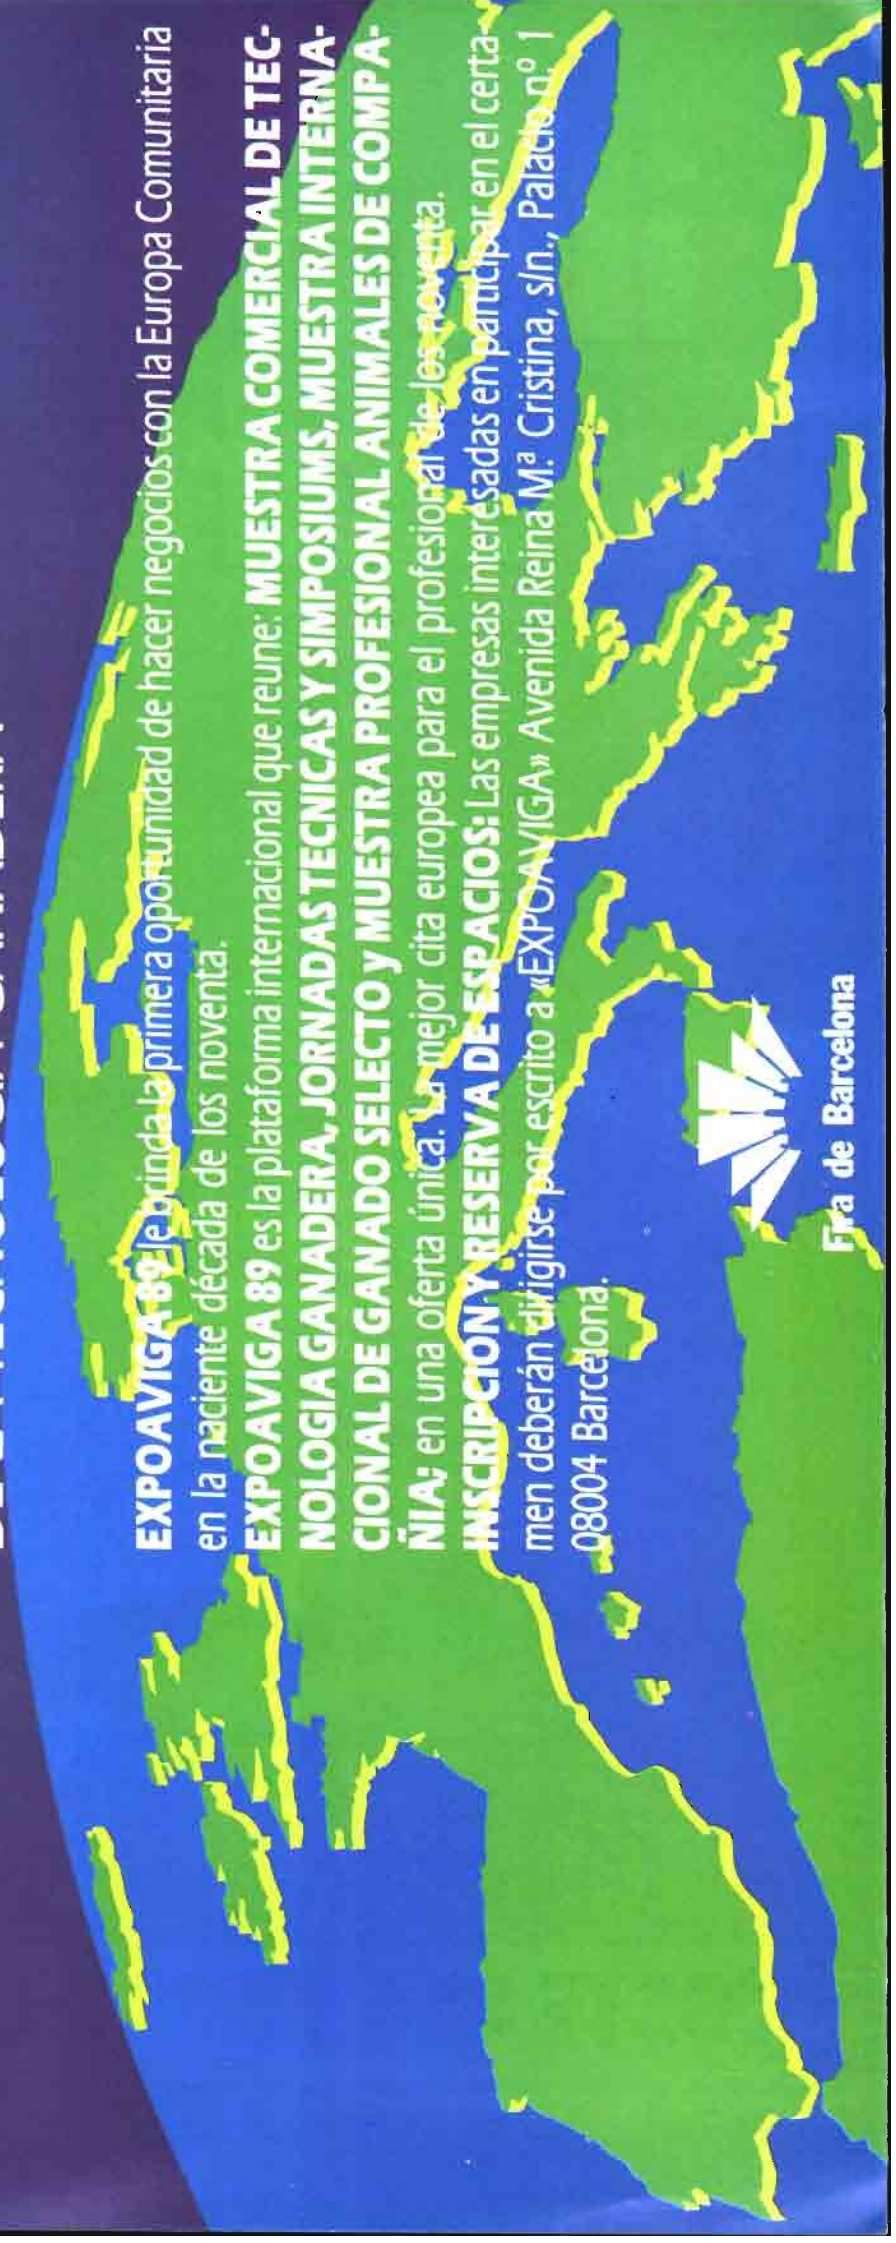 EXPOAVIGA 89 le brinda la primera oportunidad de hacer negocios con la Europa Comunitaria
en la naciente década de los noventa.
EXPOAVIGA 89 es la plataforma internacional que reune: MUESTRA COMERCIAL DE TEC-
NOLOGIA GANADERA, JORNADAS TECNICAS Y SIMPOSIUMS, MUESTRA INTERNA-
CIONAL DE GANADO SELECTO y MUESTRA PROFESIONAL ANIMALES DE COMPA-
ÑIA; en una oferta única. La mejor cita europea para el profesional de los noventa.
INSCRIPCION Y RESERVA DE ESPACIOS: Las empresas interesadas en participar en el certa-
men deberán dirigirse por escrito a «EXPOAVIGA» Avenida Reina M.ª Cristina, s/n., Palacio n.º 1
08004 Barcelona.
Fira de Barcelona